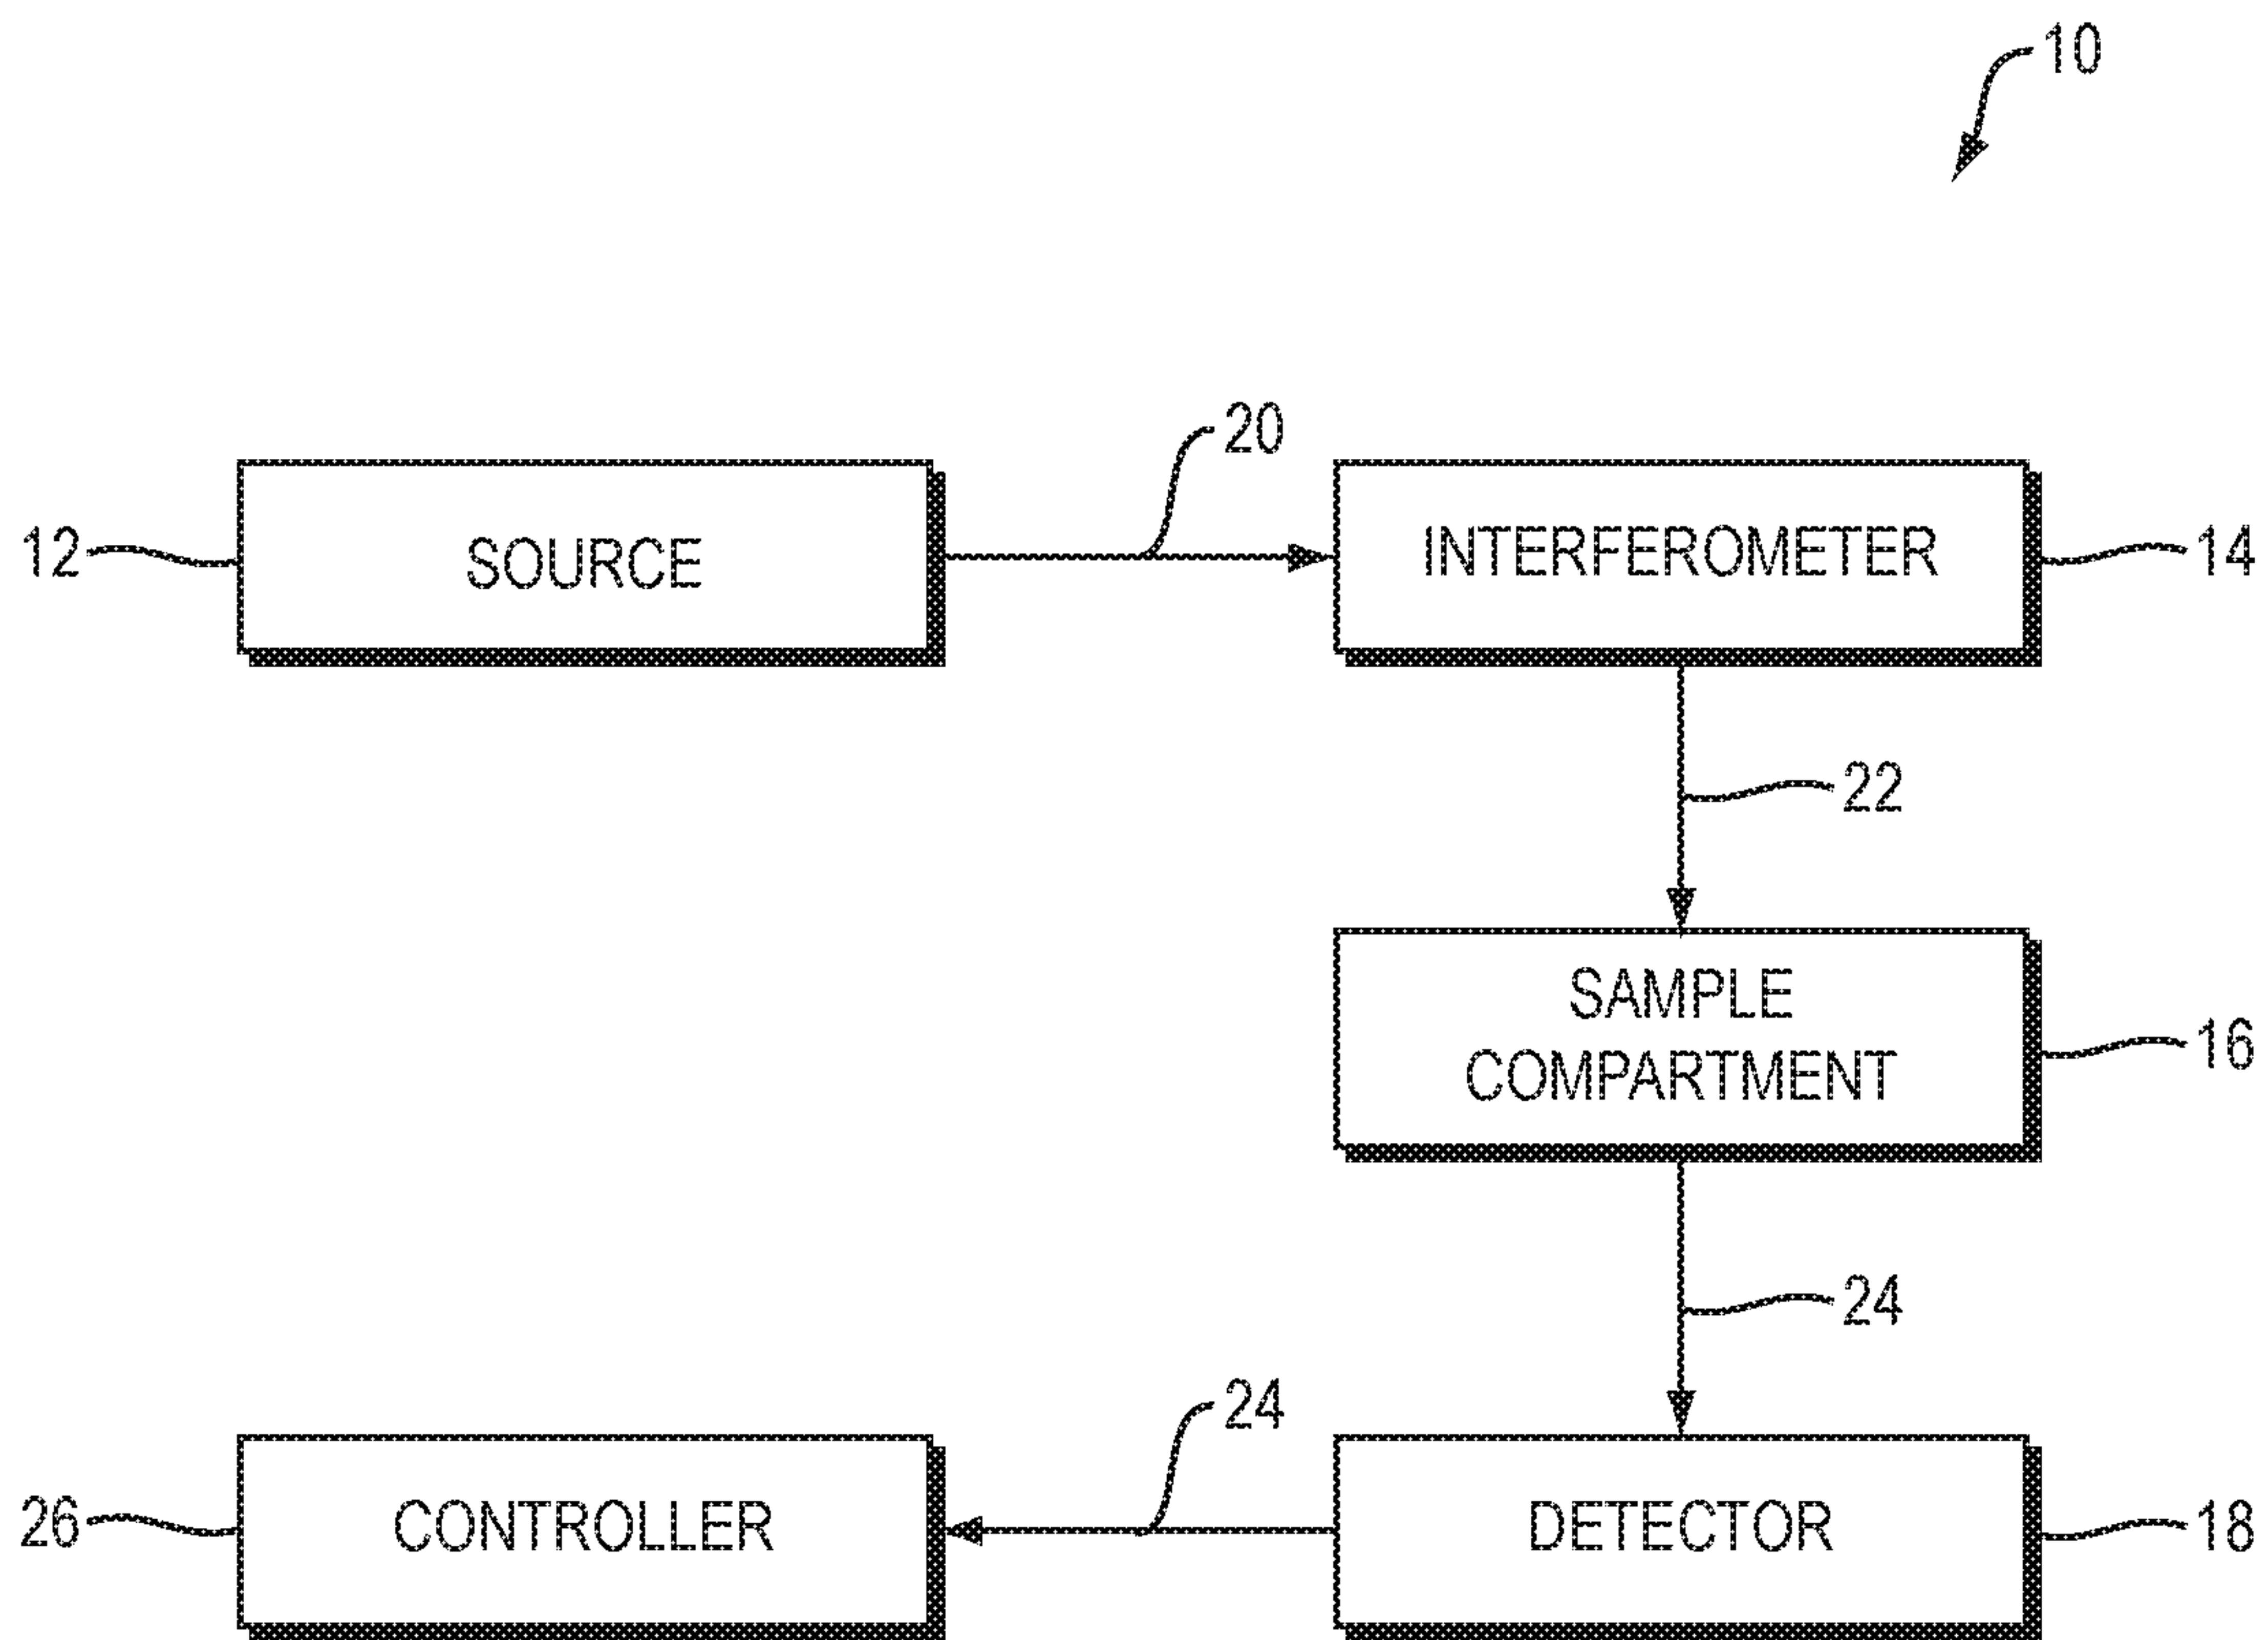 10
20
12
SOURCE
INTERFEROMETER
14
22
SAMPLE
COMPARTMENT
16
24
24
26
CONTROLLER
DETECTOR
18